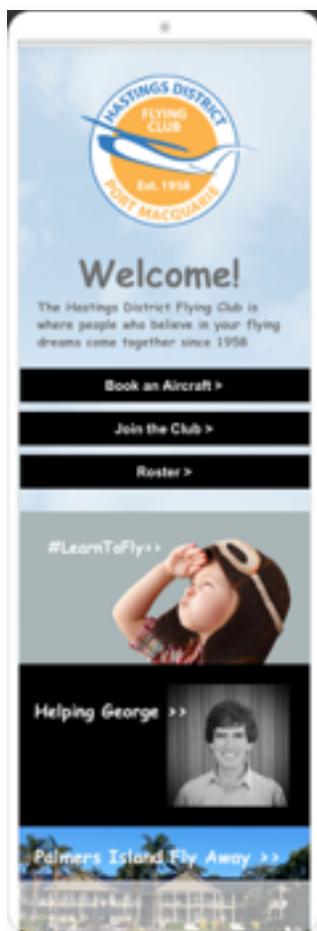 HASTINGS DISTRICT
FLYING
CLUB
Est. 1958
PORT MACQUARIE
Welcome!
The Hastings District Flying Club is
where people who believe in your flying
dreams come together since 1958
Book an Aircraft >
Join the Club >
Roster >
#LearnToFly>>
Helping George >>
Palmers Island Fly Away >>